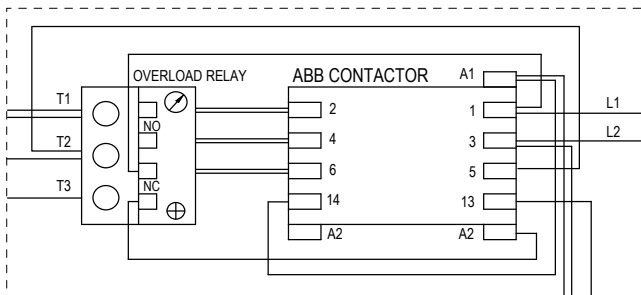 OVERLOAD RELAY
ABB CONTACTOR
A1
T1
2
1
L1
NO
T2
4
3
L2
6
5
T3
NC
14
13
A2
A2